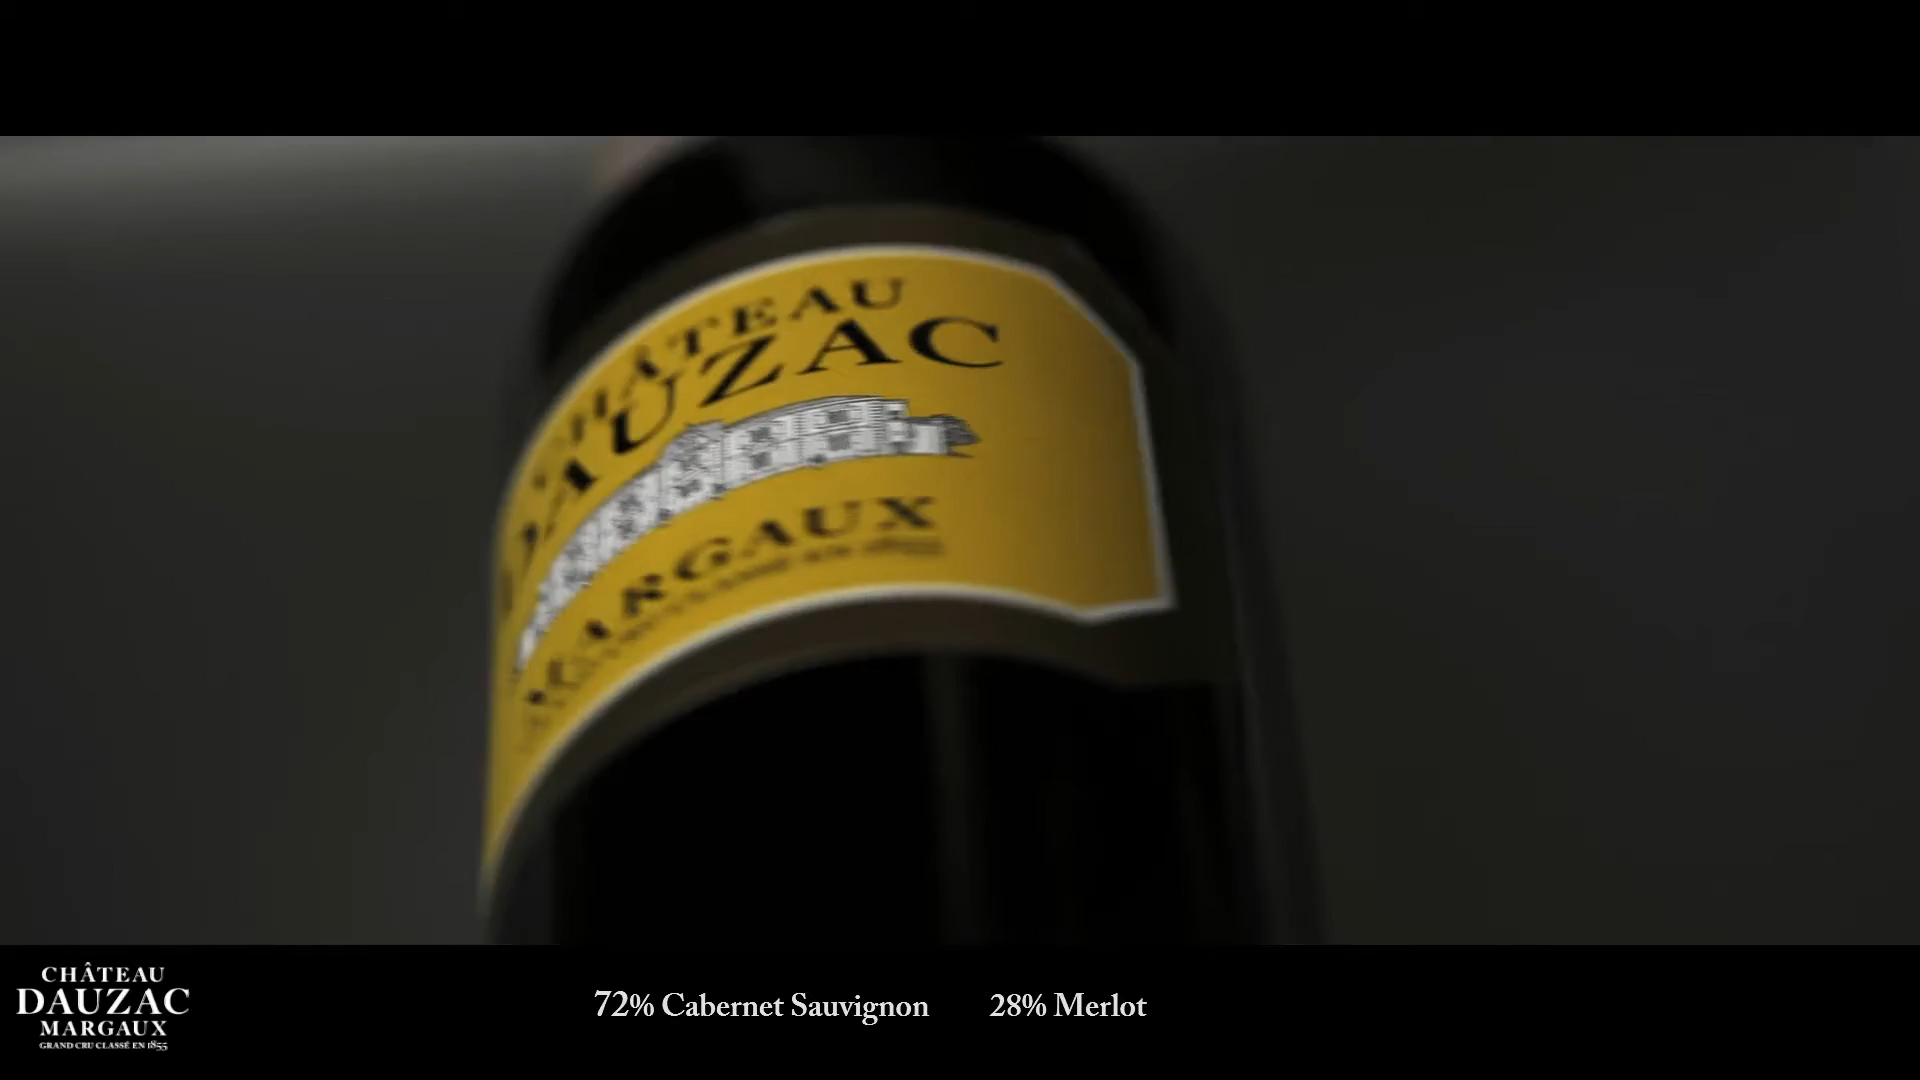 CHÂTEAU
DAUZAC
MARGAUX
CHÂTEAU
DAUZAC
MARGAUX
GRAND CRU CLASSÉ EN 1855
72% Cabernet Sauvignon 28% Merlot